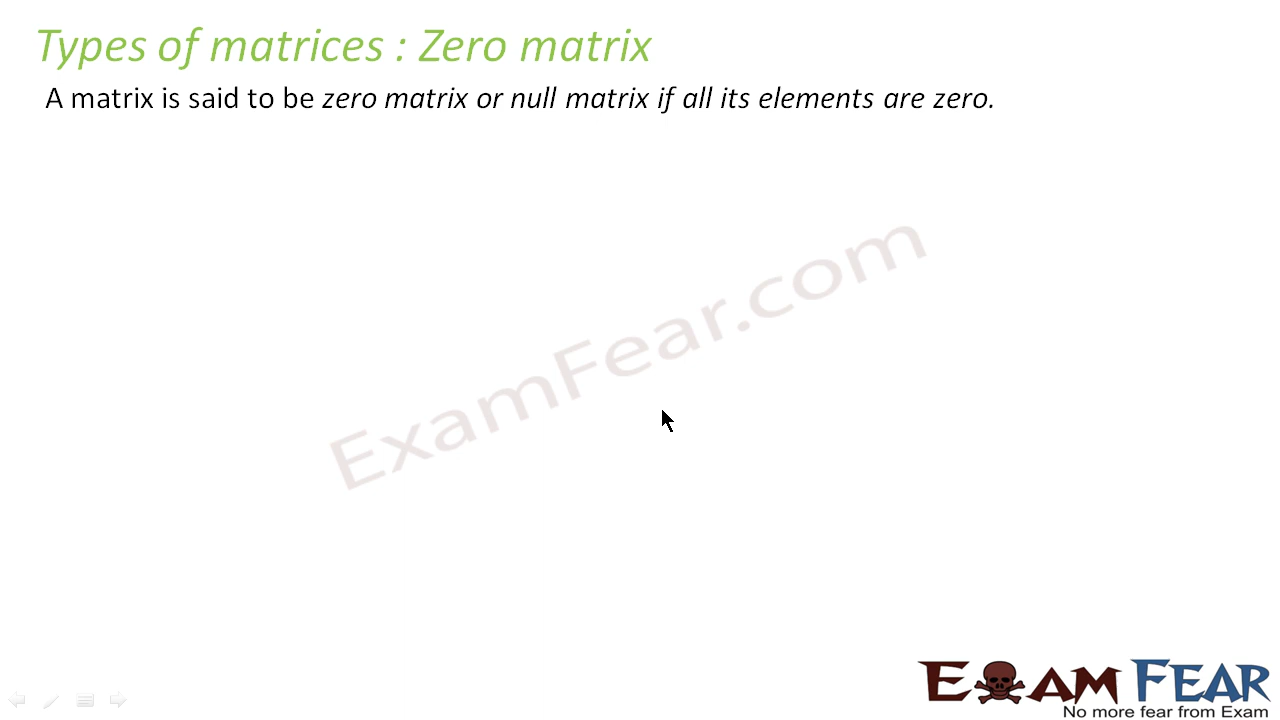 Types of matrices : Zero matrix
A matrix is said to be zero matrix or null matrix if all its elements are zero.
ExamFear.com
EXAM FEAR
No more fear from Exam